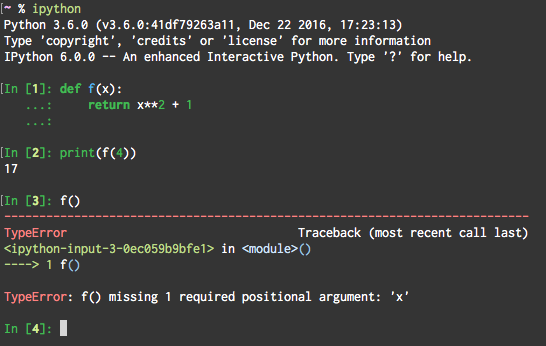 [~ % ipython
Python 3.6.0 (v3.6.0:41df79263a11, Dec 22 2016, 17:23:13)
Type 'copyright', 'credits' or 'license' for more information
IPython 6.0.0 -- An enhanced Interactive Python. Type '?' for help.
[In [1]: def f(x):
...:     return x**2 + 1
...:
[In [2]: print(f(4))
17
[In [3]: f()
---------------------------------------------------------------------------
TypeError                                 Traceback (most recent call last)
<ipython-input-3-0ec059b9bfe1> in <module>()
----> 1 f()
TypeError: f() missing 1 required positional argument: 'x'
In [4]: